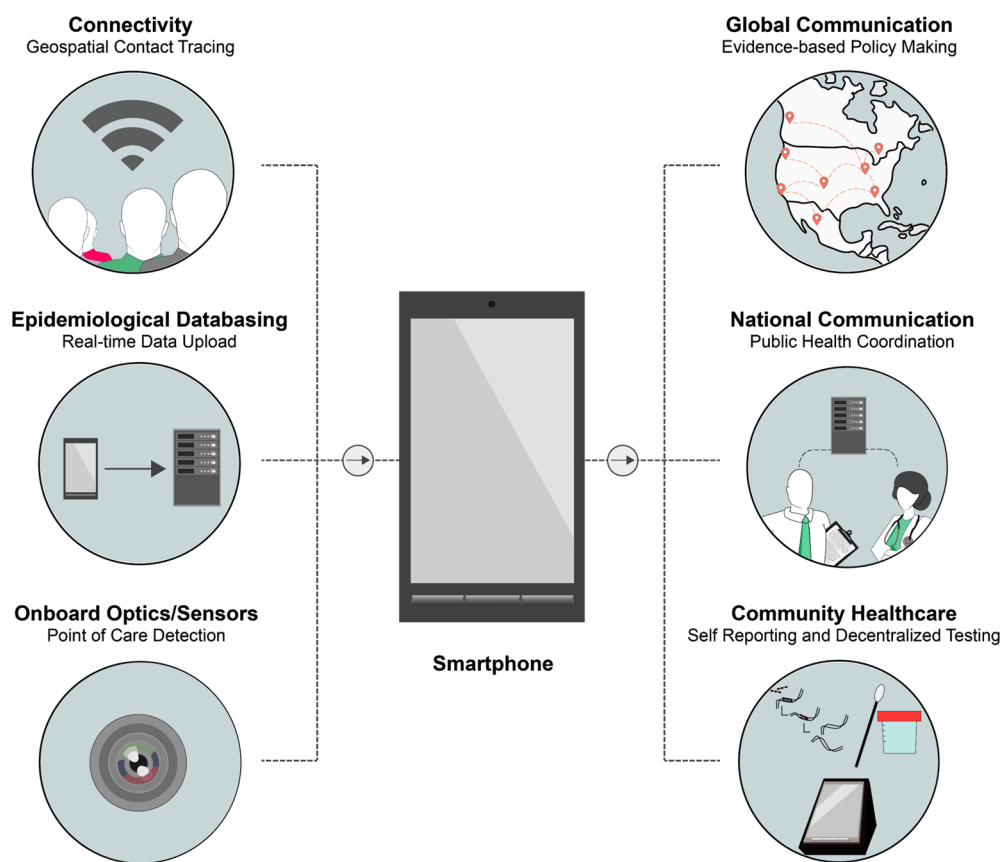 Connectivity
Geospatial Contact Tracing
Epidemiological Databasing
Real-time Data Upload
Onboard Optics/Sensors
Point of Care Detection
Smartphone
Global Communication
Evidence-based Policy Making
National Communication
Public Health Coordination
Community Healthcare
Self Reporting and Decentralized Testing